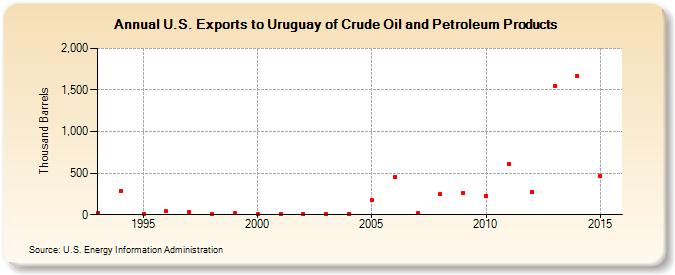 Annual U.S. Exports to Uruguay of Crude Oil and Petroleum Products
Thousand Barrels
2,000
1,500
1,000
500
0
1995 2000 2005 2010 2015
Source: U.S. Energy Information Administration